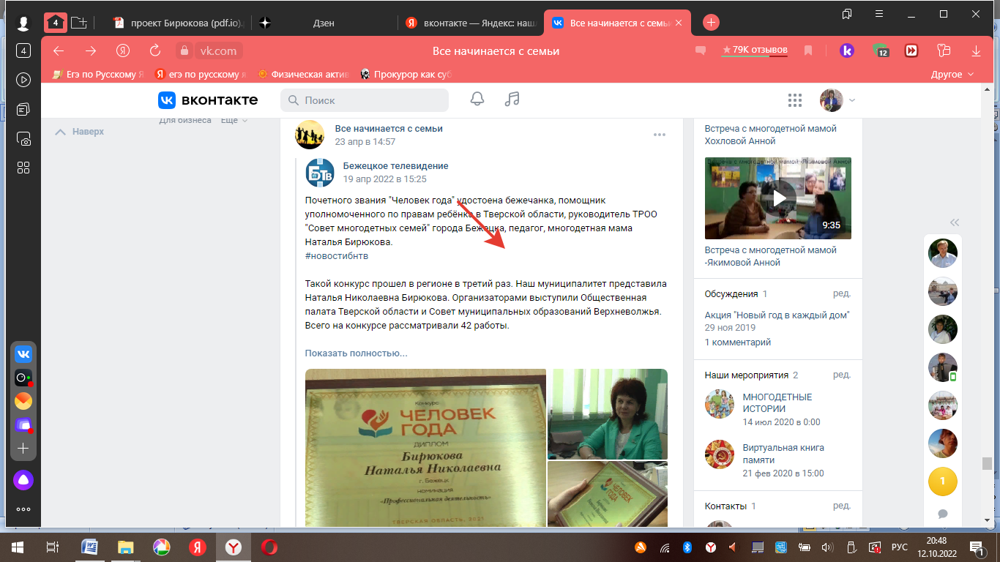 4
проект Бирюкова (pdf.io).
Дзен
вконтакте — Яндекс: наш
Все начинается с семьи
4
vk.com
Все начинается с семьи
79K отзывов
12
Егэ по Русскому Я
егэ по русскому я
Физическая актив
Прокурор как суб
Другое
вконтакте
Поиск
Для бизнеса Ещё
Наверх
Все начинается с семьи
23 апр в 14:57
Бежецкое телевидение
19 апр 2022 в 15:25
Почетного звания "Человек года" удостоена бежечанка, помощник
уполномоченного по правам ребёнка в Тверской области, руководитель ТРОО
"Совет многодетных семей" города Бежецка, педагог, многодетная мама
Наталья Бирюкова.
#новостибнтв
Такой конкурс прошел в регионе в третий раз. Наш муниципалитет представила
Наталья Николаевна Бирюкова. Организаторами выступили Общественная
палата Тверской области и Совет муниципальных образований Верхневолжья.
Всего на конкурсе рассматривали 42 работы.
Показать полностью...
Конкурс
ЧЕЛОВЕК
ГОДА
ДИПЛОМ
Бирюкова
Наталья Николаевна
г. Бежецк
номинация
«Профессиональная деятельность»
ТВЕРСКАЯ ОБЛАСТЬ, 2021
ЧЕЛОВЕК
ГОДА
Встреча с многодетной мамой
Хохловой Анной
Встреча с многодетной мамой -Якимовой Анной
9:35
Встреча с многодетной мамой
-Якимовой Анной
Обсуждения 1
ред.
Акция "Новый год в каждый дом"
29 ноя 2019
1 комментарий
Наши мероприятия 2
ред.
МНОГОДЕТНЫЕ
ИСТОРИИ
14 июл 2020 в 0:00
Виртуальная книга
памяти
21 фев 2020 в 15:00
Контакты 1
ред.
1
РУС
20:48
12.10.2022
1